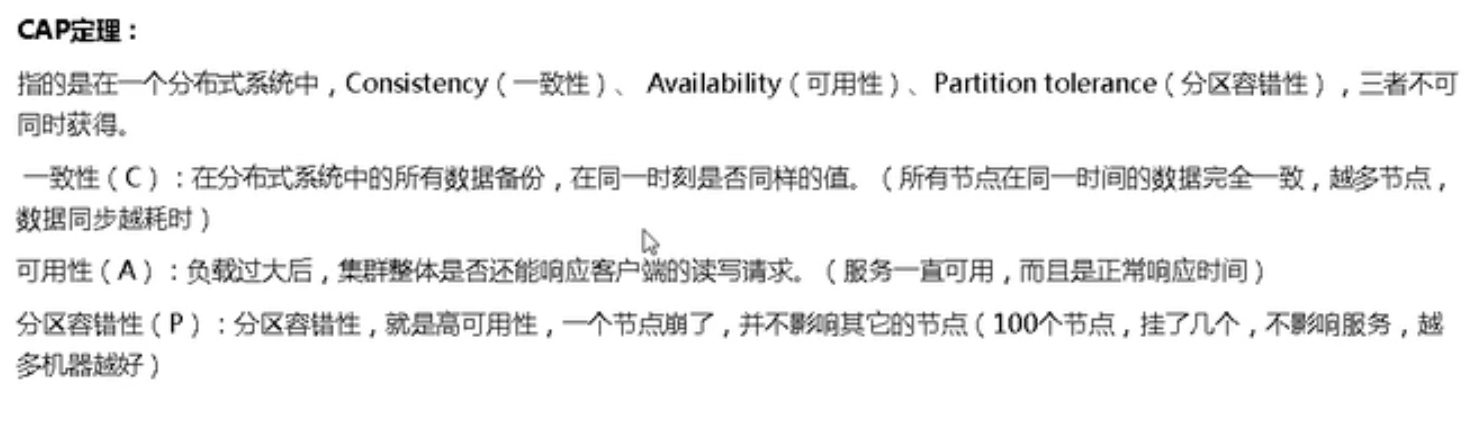 CAP定理：
指的是在一个分布式系统中，Consistency（一致性）、 Availability（可用性）、Partition tolerance（分区容错性），三者不可
同时获得。
一致性（C）：在分布式系统中的所有数据备份，在同一时刻是否同样的值。（所有节点在同一时间的数据完全一致，越多节点，
数据同步越耗时）
可用性（A）：负载过大后，集群整体是否还能响应客户端的读写请求。（服务一直可用，而且是正常响应时间）
分区容错性（P）：分区容错性，就是高可用性，一个节点崩了，并不影响其它的节点（100个节点，挂了几个，不影响服务，越
多机器越好）